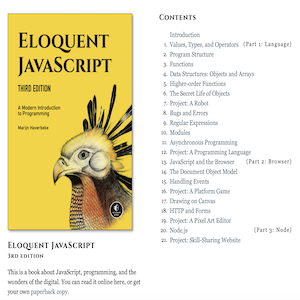 ELOQUENT
JAVASCRIPT
THIRD EDITION
A Modern Introduction
to Programming
Marijn Haverbeke
ELOQUENT JAVASCRIPT
3RD EDITION
This is a book about JavaScript, programming, and the
wonders of the digital. You can read it online here, or get
your own paperback copy.
CONTENTS
Introduction
1. Values, Types, and Operators (Part 1: Language)
2. Program Structure
3. Functions
4. Data Structures: Objects and Arrays
5. Higher-order Functions
6. The Secret Life of Objects
7. Project: A Robot
8. Bugs and Errors
9. Regular Expressions
10. Modules
11. Asynchronous Programming
12. Project: A Programming Language
13. JavaScript and the Browser (Part 2: Browser)
14. The Document Object Model
15. Handling Events
16. Project: A Platform Game
17. Drawing on Canvas
18. HTTP and Forms
19. Project: A Pixel Art Editor
20. Node.js (Part 3: Node)
21. Project: Skill-Sharing Website